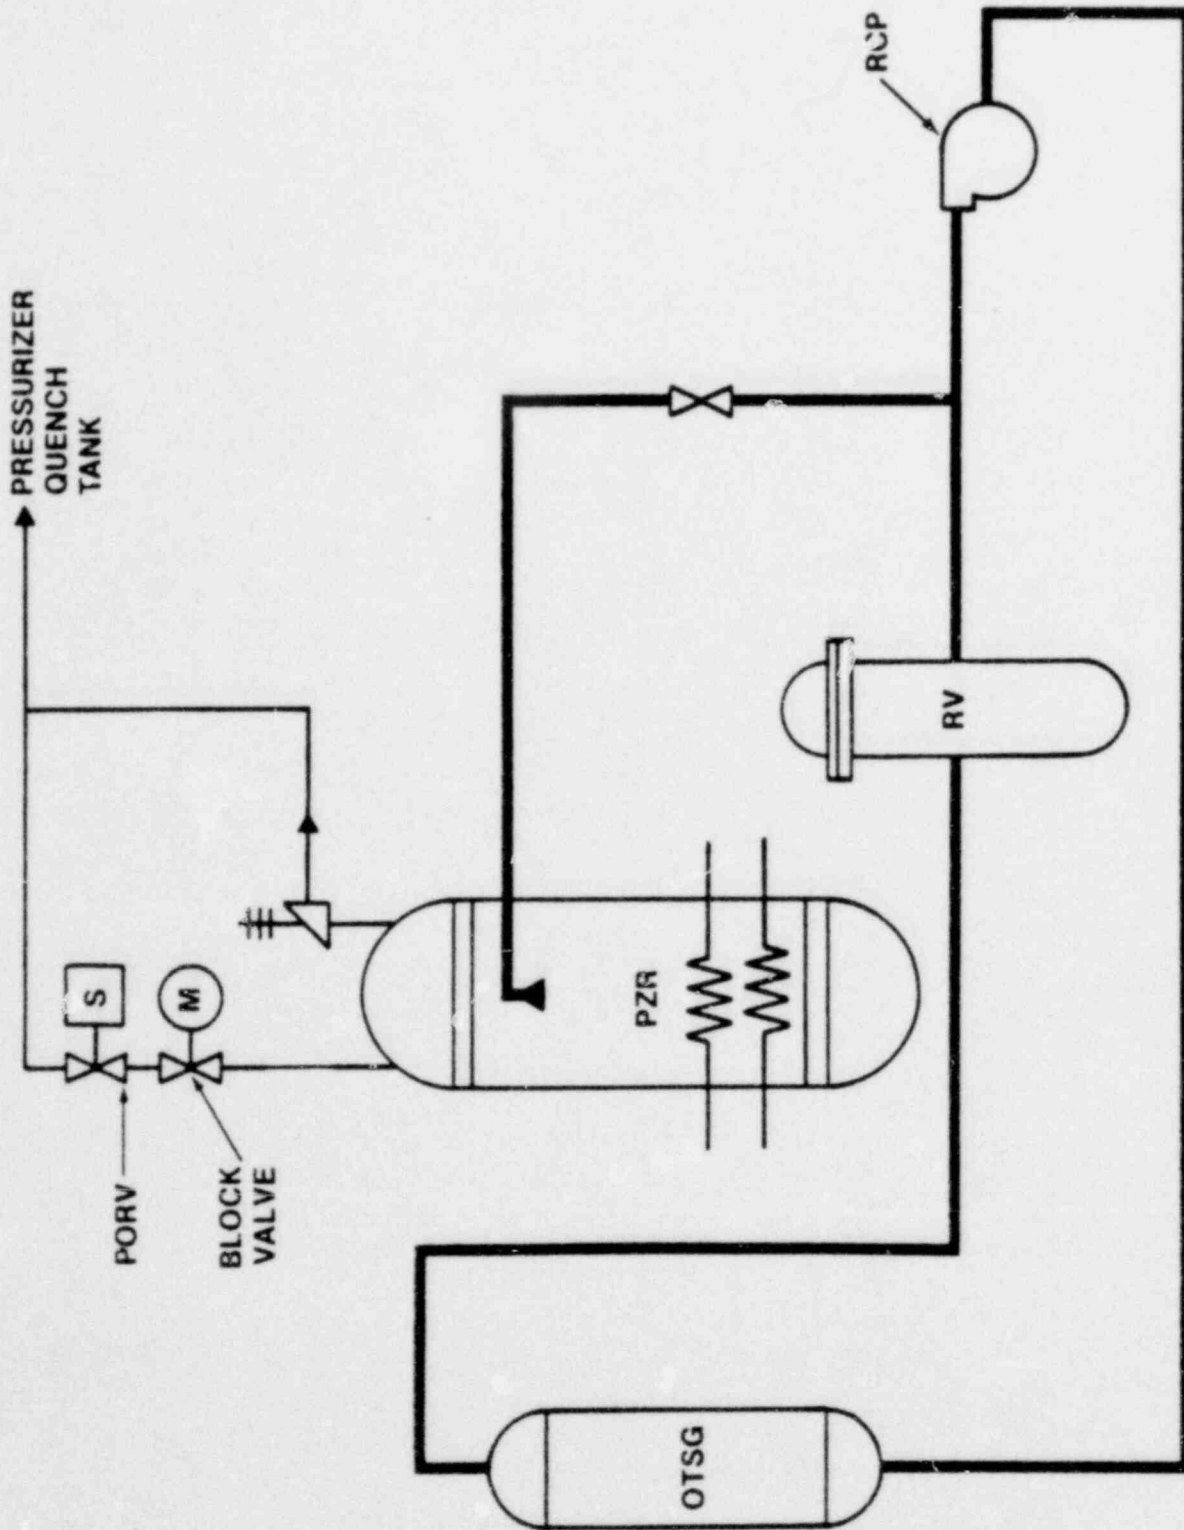 PRESSURIZER
QUENCH
TANK
S
M
PORV
BLOCK
VALVE
RCP
PZR
RV
OTSG